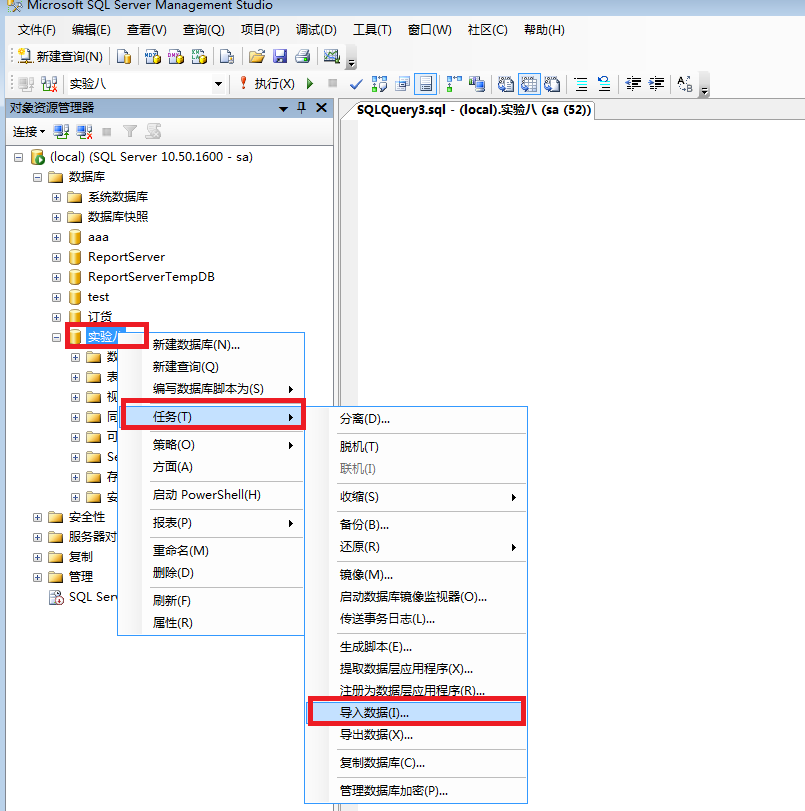 Microsoft SQL Server Management Studio
文件(F) 编辑(E) 查看(V) 查询(Q) 项目(P) 调试(D) 工具(T) 窗口(W) 社区(C) 帮助(H)
新建查询(N)
实验八 执行(X)
对象资源管理器
SQLQuery3.sql - (local).实验八 (sa (52))
连接
(local) (SQL Server 10.50.1600 - sa)
数据库
系统数据库
数据库快照
aaa
ReportServer
ReportServerTempDB
test
订货
实验八
数
表
视
同
可
Se
存
安
安全性
服务器对
复制
管理
SQL Serv
新建数据库(N)...
新建查询(Q)
编写数据库脚本为(S)
任务(T)
策略(O)
方面(A)
启动 PowerShell(H)
报表(P)
重命名(M)
删除(D)
刷新(F)
属性(R)
分离(D)...
脱机(T)
联机(I)
收缩(S)
备份(B)...
还原(R)
镜像(M)...
启动数据库镜像监视器(O)...
传送事务日志(L)...
生成脚本(E)...
提取数据层应用程序(X)...
注册为数据层应用程序(R)...
导入数据(I)...
导出数据(X)...
复制数据库(C)...
管理数据库加密(P)...